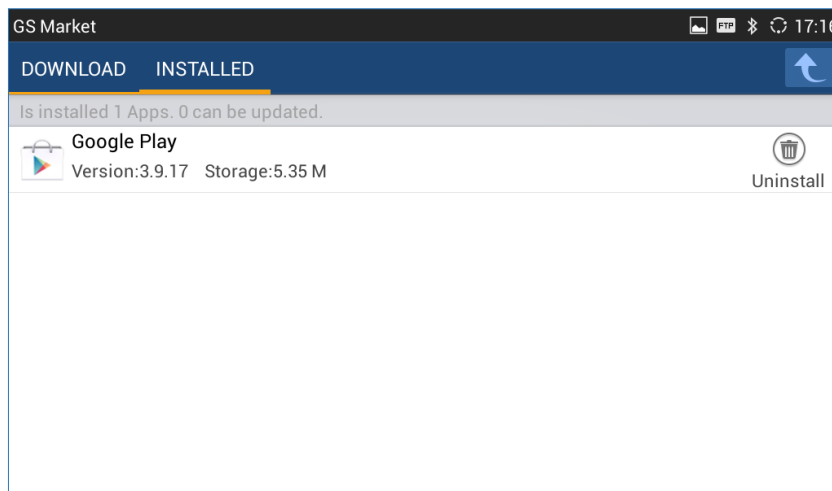 GS Market FTP 17:16
DOWNLOAD INSTALLED
Is installed 1 Apps. 0 can be updated.
Google Play
Version:3.9.17 Storage:5.35 M
Uninstall